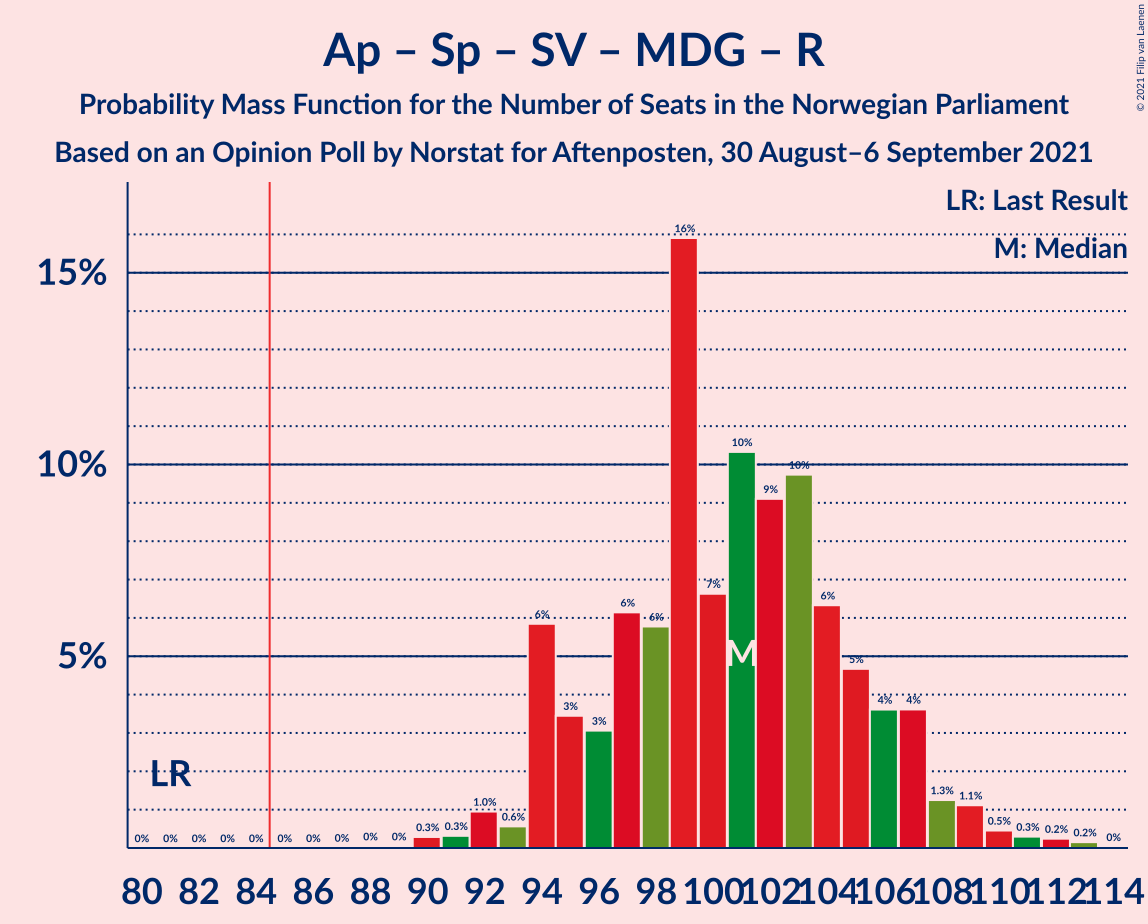 Ap – Sp – SV – MDG – R
Probability Mass Function for the Number of Seats in the Norwegian Parliament
Based on an Opinion Poll by Norstat for Aftenposten, 30 August–6 September 2021
© 2021 Filip van Laenen
LR: Last Result
M: Median
15%
10%
5%
LR
M
0% 0% 0% 0% 0% 0% 0% 0% 0% 0% 0.3% 0.3% 1.0% 0.6% 6% 3% 3% 6% 6% 16% 7% 10% 9% 10% 6% 5% 4% 4% 1.3% 1.1% 0.5% 0.3% 0.2% 0.2% 0%
80 82 84 86 88 90 92 94 96 98 100 102 104 106 108 110 112 114